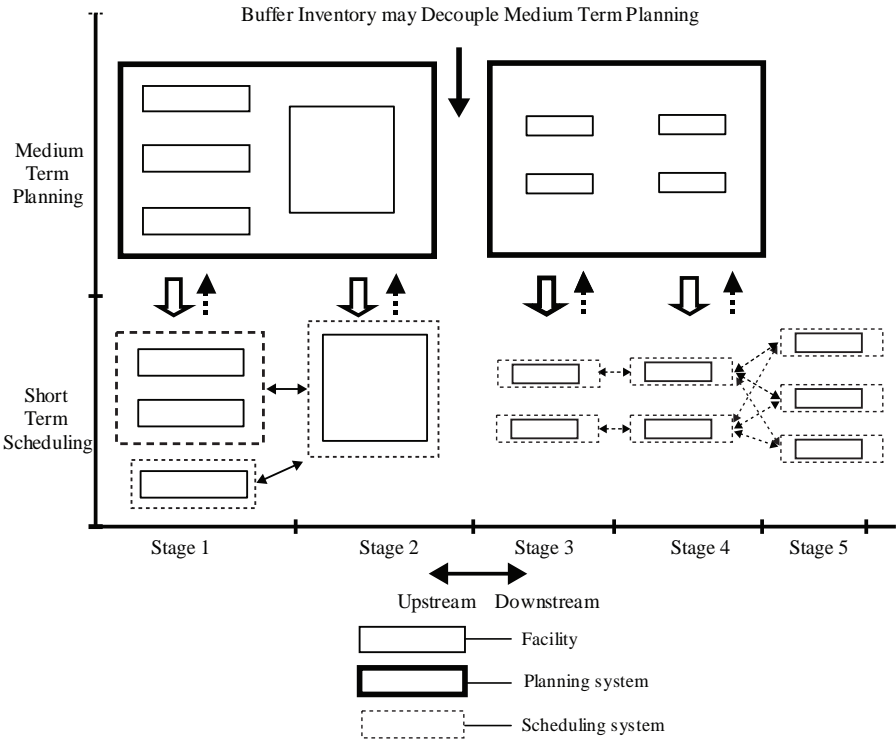 Buffer Inventory may Decouple Medium Term Planning
Medium
Term
Planning
Short
Term
Scheduling
Stage 1
Stage 2
Stage 3
Stage 4
Stage 5
Upstream
Downstream
Facility
Planning system
Scheduling system